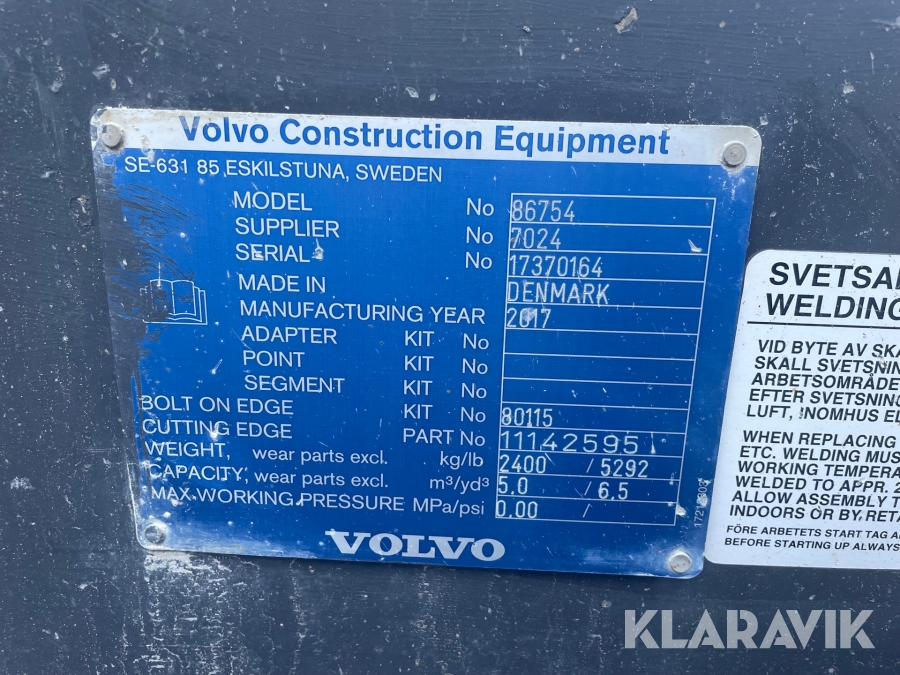 Volvo Construction Equipment
SE-631 85 ESKILSTUNA, SWEDEN
MODEL No 86754
SUPPLIER 7024
SERIAL No 17370164
MADE IN DENMARK
MANUFACTURING YEAR 2017
ADAPTER KIT No
POINT KIT No
SEGMENT KIT No
BOLT ON EDGE KIT No 80115
CUTTING EDGE PART No 11142595
WEIGHT, wear parts excl. kg/lb 2400 / 5292
CAPACITY, wear parts excl. m³/yd³ 5.0 / 6.5
MAX WORKING PRESSURE MPa/psi 0.00 /
VOLVO
SVETSA
WELDING
VID BYTE AV SKÄ
SKALL SVETSNIN
ARBETSOMRÅDE
EFTER SVETSNING
LUFT, INOMHUS EL
WHEN REPLACING
ETC. WELDING MUS
WORKING TEMPERA
WELDED TO APPR. 2
ALLOW ASSEMBLY T
INDOORS OR BY RETA
FÖRE ARBETETS START TAG A
BEFORE STARTING UP ALWAYS
KLARAVIK